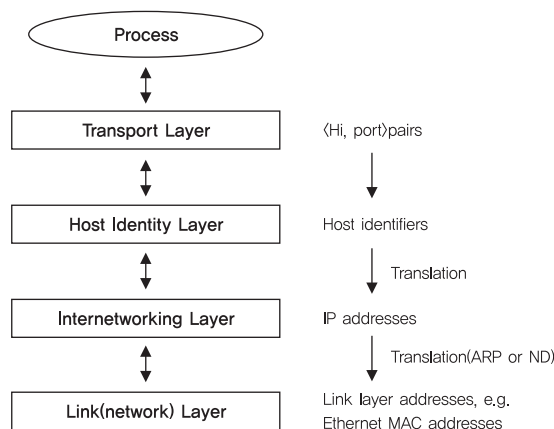 Process
Transport Layer
〈Hi, port〉pairs
Host Identity Layer
Host identifiers
Translation
Internetworking Layer
IP addresses
Translation(ARP or ND)
Link(network) Layer
Link layer addresses, e.g.
Ethernet MAC addresses